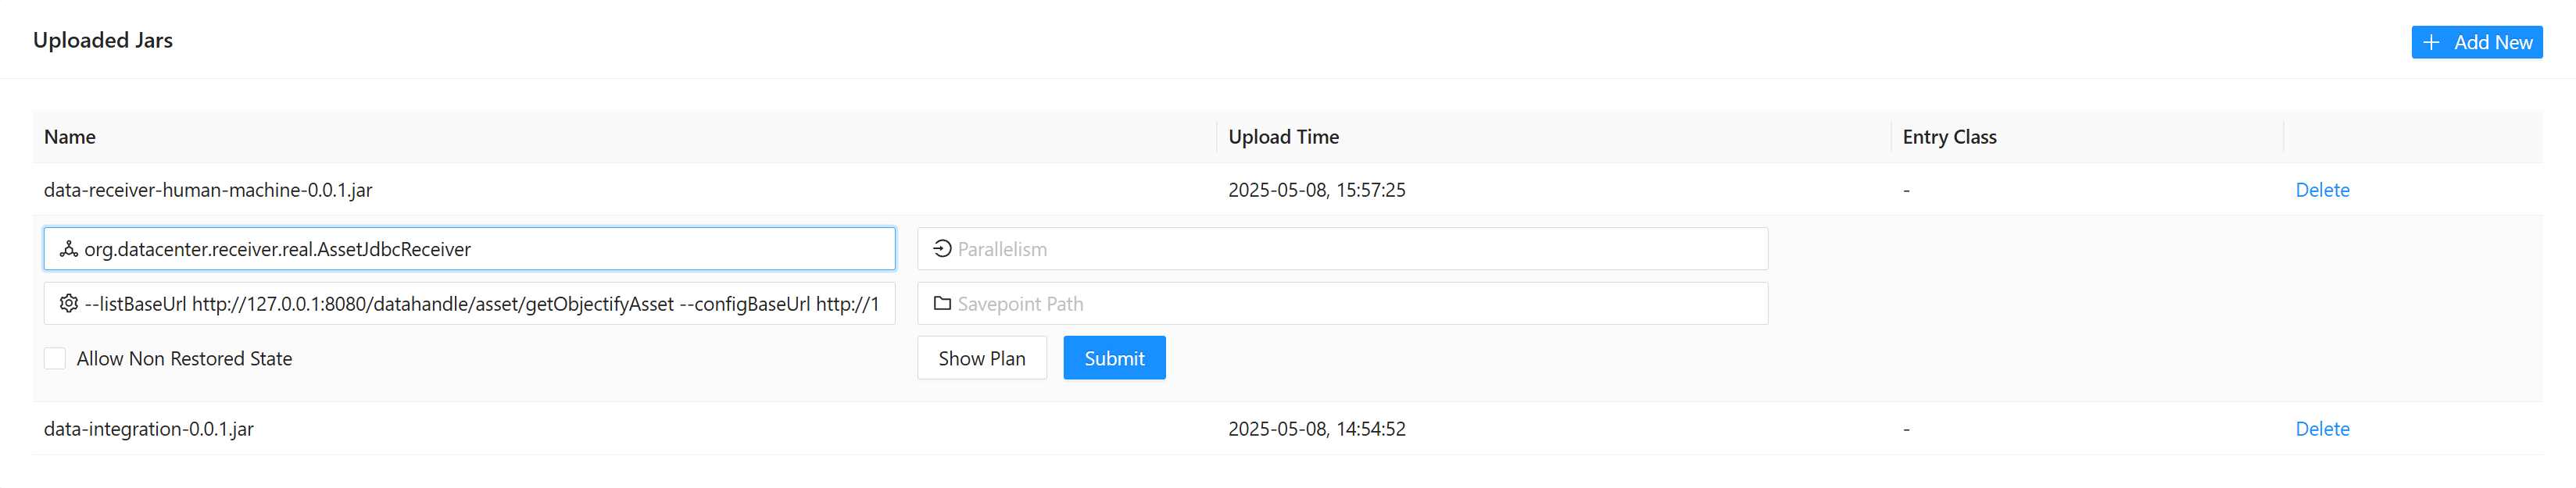 Uploaded Jars
Add New
Name Upload Time Entry Class
data-receiver-human-machine-0.0.1.jar 2025-05-08, 15:57:25 - Delete
org.datacenter.receiver.real.AssetJdbcReceiver Parallelism
--listBaseUrl http://127.0.0.1:8080/datahandle/asset/getObjectifyAsset --configBaseUrl http://1 Savepoint Path
Allow Non Restored State Show Plan Submit
data-integration-0.0.1.jar 2025-05-08, 14:54:52 - Delete